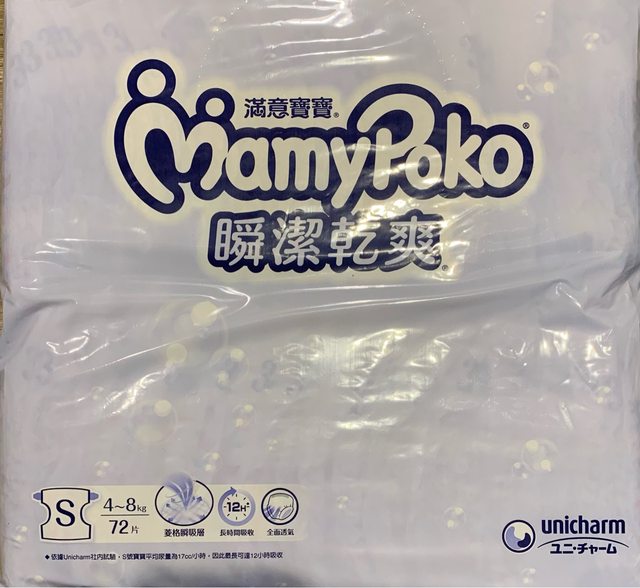 滿意寶寶®
MamyPoko®
瞬潔乾爽®
S
4~8kg
72片
菱格瞬吸層
12H
長時間吸收
全面透氣
◆依據Unicharm社內試驗，S號寶寶平均尿量為17cc/小時，因此最長可達12小時吸收
unicharm
ユニ・チャーム